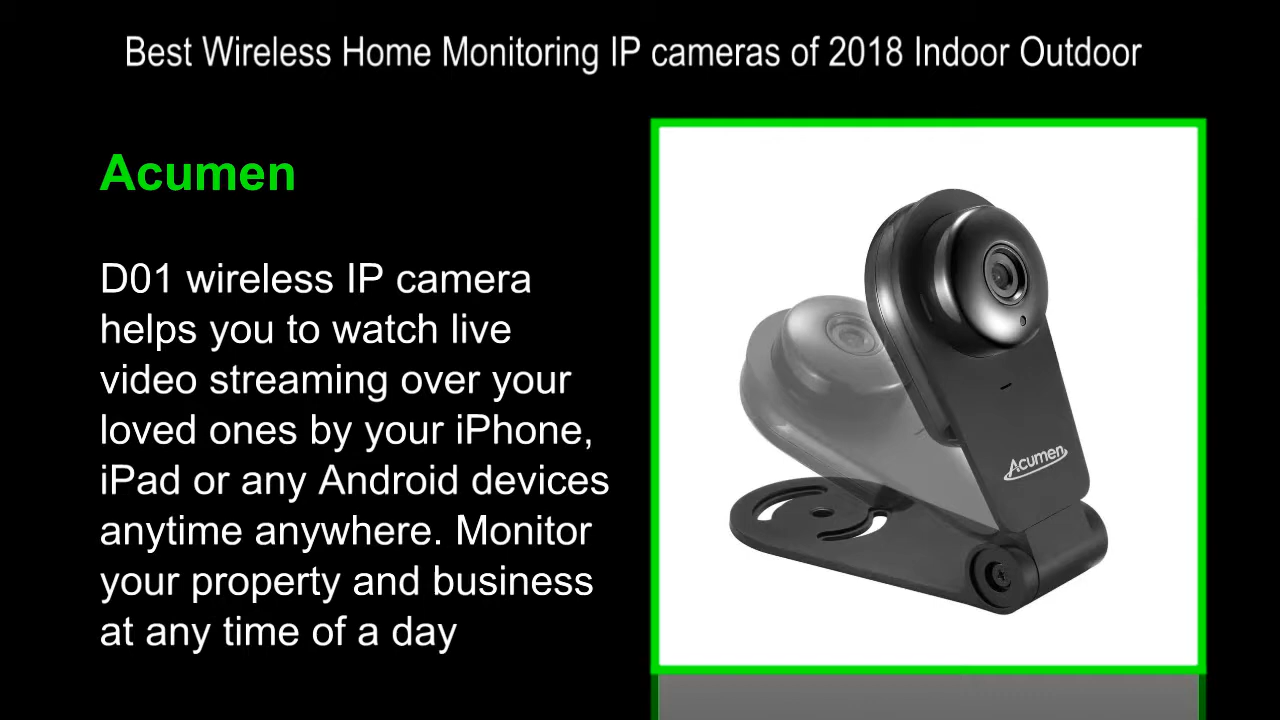 Best Wireless Home Monitoring IP cameras of 2018 Indoor Outdoor
Acumen
D01 wireless IP camera
helps you to watch live
video streaming over your
loved ones by your iPhone,
iPad or any Android devices
anytime anywhere. Monitor
your property and business
at any time of a day
Acumen